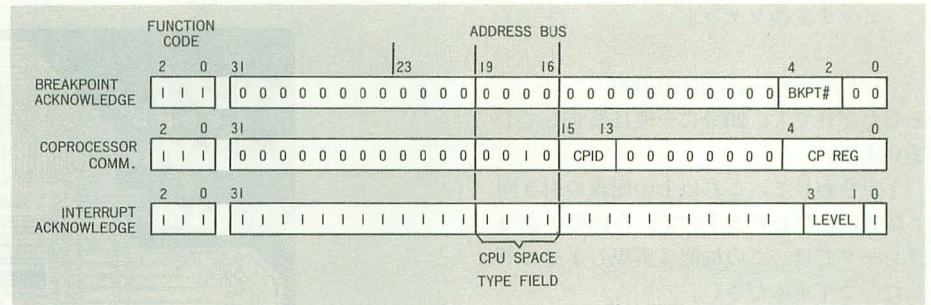 FUNCTION CODE ADDRESS BUS
2 0 31 23 19 16 4 2 0
BREAKPOINT ACKNOWLEDGE 1 1 1 0 0 0 0 0 0 0 0 0 0 0 0 0 0 0 0 0 0 0 0 0 0 0 0 0 0 0 BKPT# 0 0
2 0 31 15 13 4 0
COPROCESSOR COMM. 1 1 1 0 0 0 0 0 0 0 0 0 0 0 0 0 0 1 0 CPID 0 0 0 0 0 0 0 0 CP REG
2 0 31 3 1 0
INTERRUPT ACKNOWLEDGE 1 1 1 1 1 1 1 1 1 1 1 1 1 1 1 1 1 1 1 1 1 1 1 1 1 1 1 1 1 1 1 LEVEL 1
CPU SPACE
TYPE FIELD